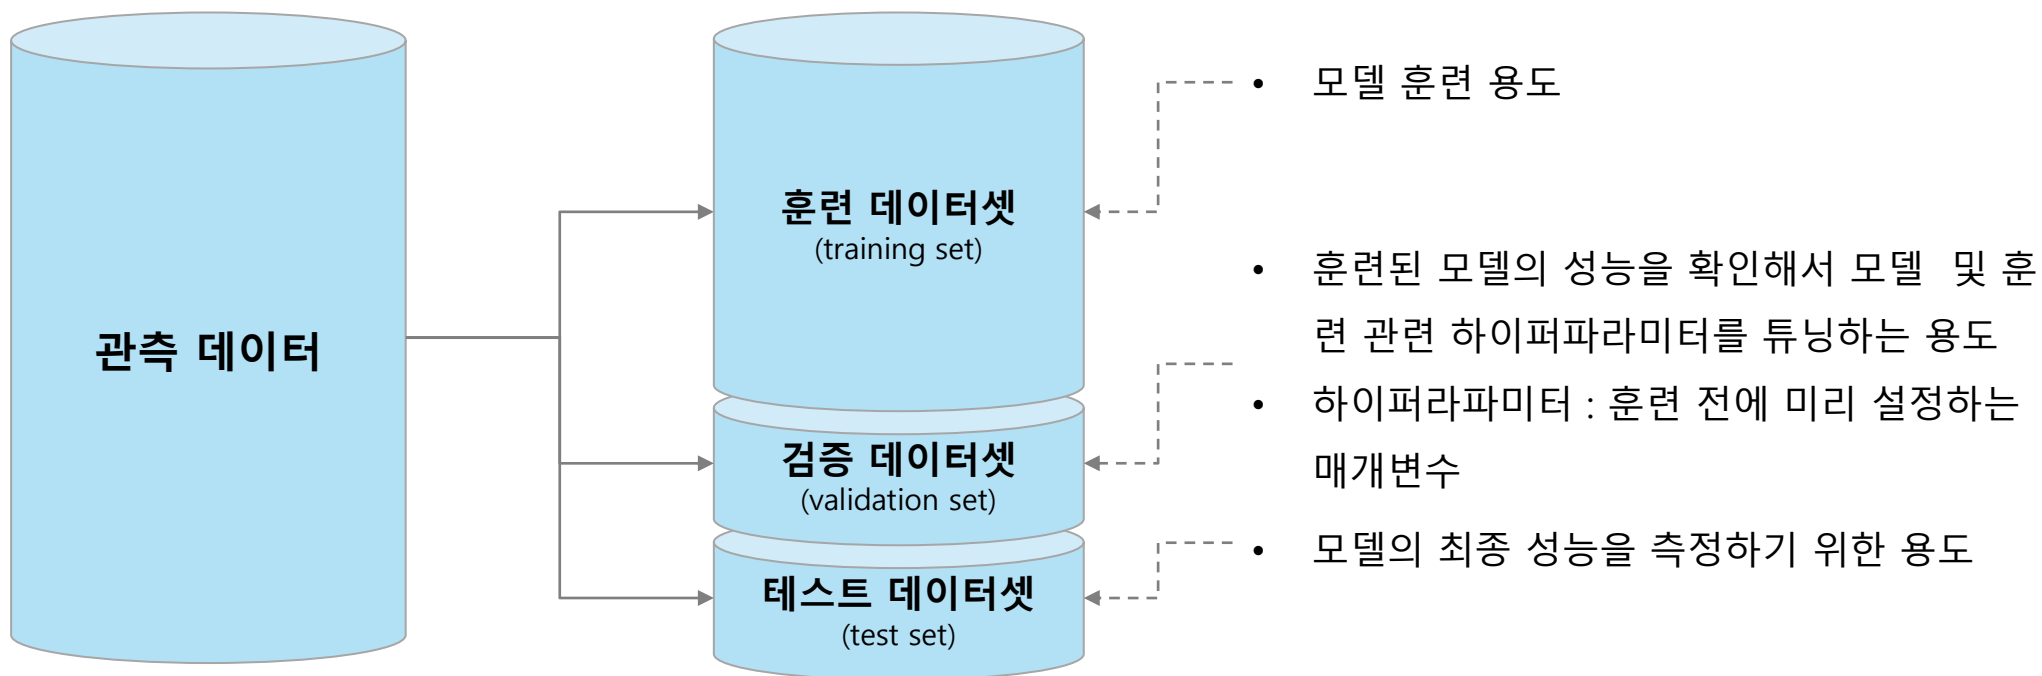 관측 데이터
훈련 데이터셋
(training set)
검증 데이터셋
(validation set)
테스트 데이터셋
(test set)
• 모델 훈련 용도
• 훈련된 모델의 성능을 확인해서 모델 및 훈
련 관련 하이퍼파라미터를 튜닝하는 용도
• 하이퍼라파미터 : 훈련 전에 미리 설정하는
매개변수
• 모델의 최종 성능을 측정하기 위한 용도